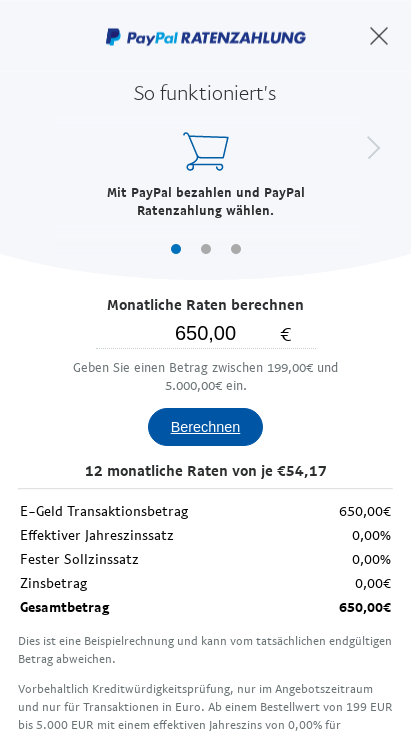 PayPal RATENZAHLUNG
So funktioniert's
Mit PayPal bezahlen und PayPal
Ratenzahlung wählen.
Monatliche Raten berechnen
650,00 €
Geben Sie einen Betrag zwischen 199,00€ und
5.000,00€ ein.
Berechnen
12 monatliche Raten von je €54,17
E-Geld Transaktionsbetrag 650,00€
Effektiver Jahreszinssatz 0,00%
Fester Sollzinssatz 0,00%
Zinsbetrag 0,00€
Gesamtbetrag 650,00€
Dies ist eine Beispielrechnung und kann vom tatsächlichen endgültigen
Betrag abweichen.
Vorbehaltlich Kreditwürdigkeitsprüfung, nur im Angebotszeitraum
und nur für Transaktionen in Euro. Ab einem Bestellwert von 199 EUR
bis 5.000 EUR mit einem effektiven Jahreszins von 0,00% für